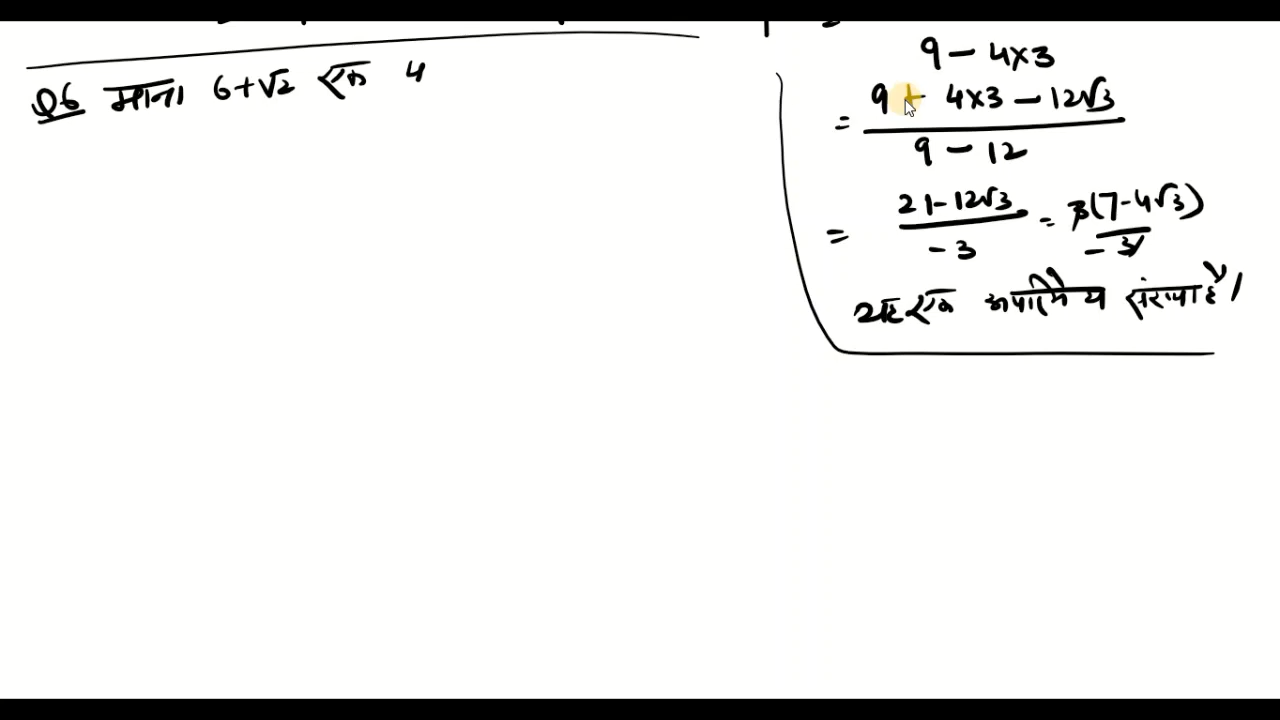 Q6 माना 6+√2 एक
9 - 4×3
= 9 + 4×3 - 12√3
9 - 12
= 21 - 12√3 = 3(7-4√3)
-3 -3
यह एक अपरिमेय संख्या है।